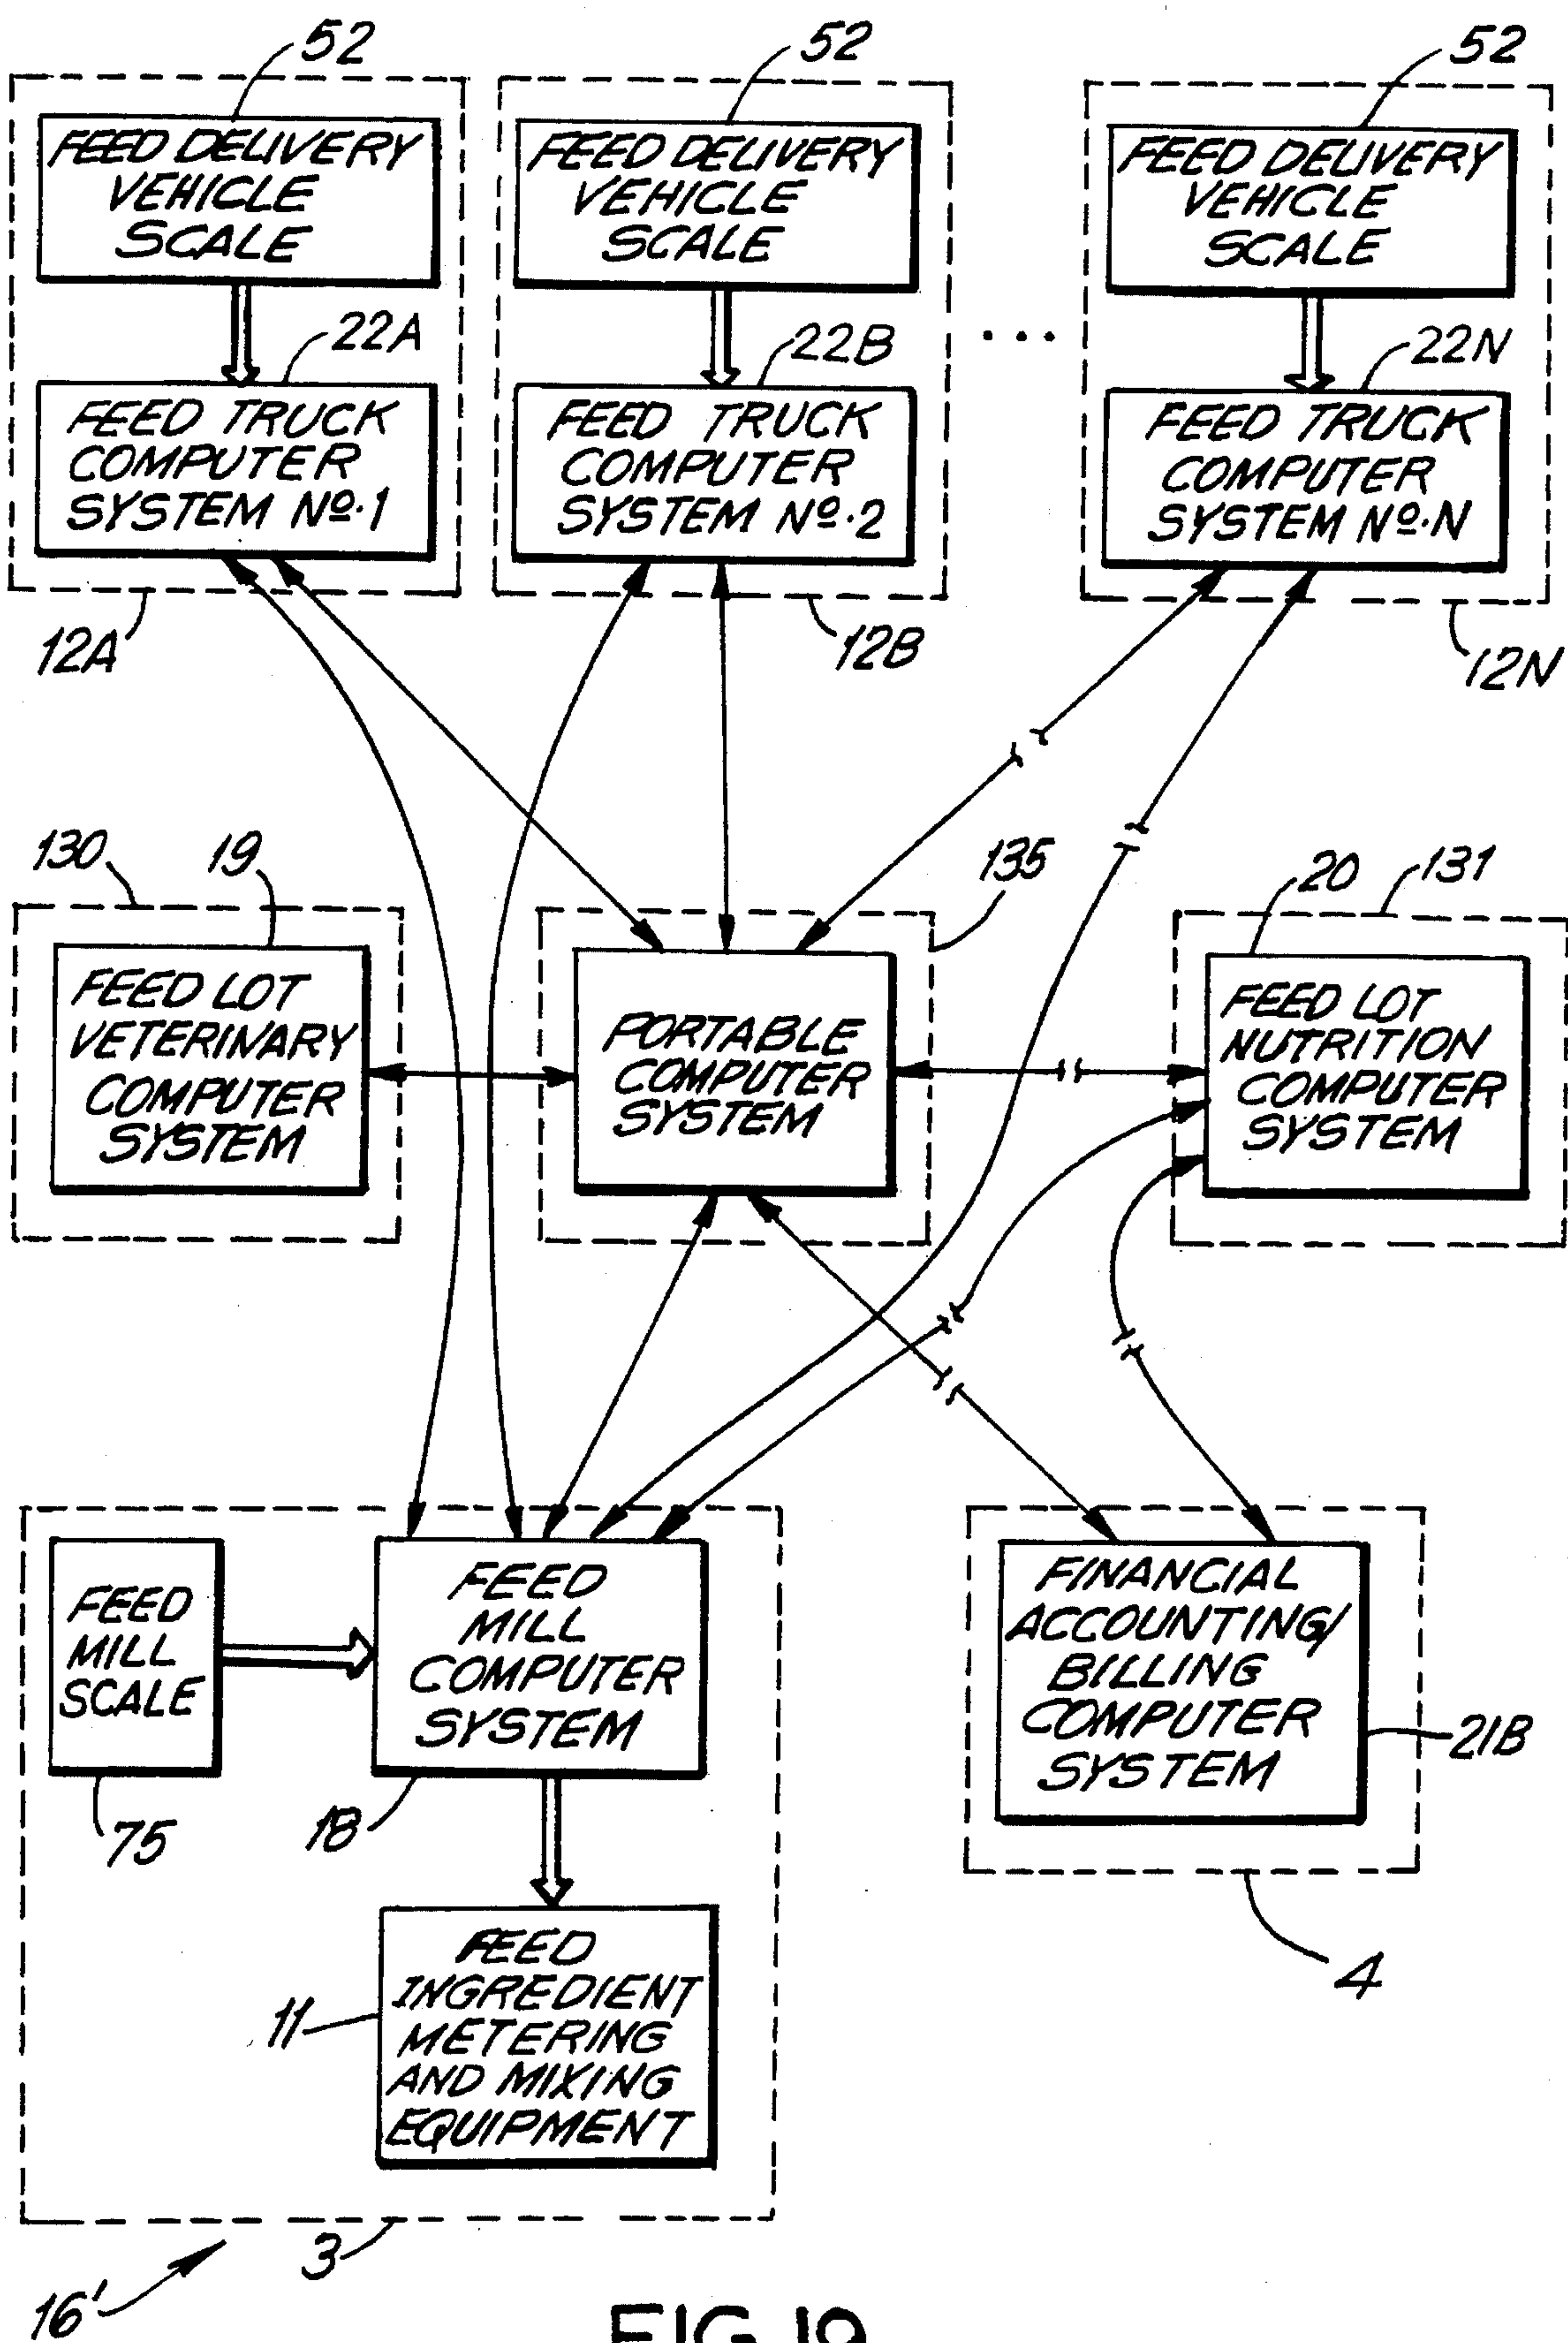 52
52
52
FEED DELIVERY
VEHICLE
SCALE
FEED DELIVERY
VEHICLE
SCALE
FEED DELIVERY
VEHICLE
SCALE
22A
22B
...
22N
FEED TRUCK
COMPUTER
SYSTEM Nº.1
FEED TRUCK
COMPUTER
SYSTEM Nº.2
FEED TRUCK
COMPUTER
SYSTEM Nº.N
12A
12B
12N
130
19
135
20
131
FEED LOT
VETERINARY
COMPUTER
SYSTEM
PORTABLE
COMPUTER
SYSTEM
FEED LOT
NUTRITION
COMPUTER
SYSTEM
FEED
MILL
SCALE
FEED
MILL
COMPUTER
SYSTEM
FINANCIAL
ACCOUNTING/
BILLING
COMPUTER
SYSTEM
21B
75
18
4
11
FEED
INGREDIENT
METERING
AND MIXING
EQUIPMENT
3
16'
FIG. 19